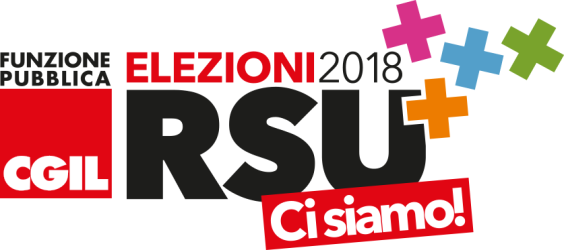 FUNZIONE
PUBBLICA
CGIL
ELEZIONI2018
RSU
Ci siamo!